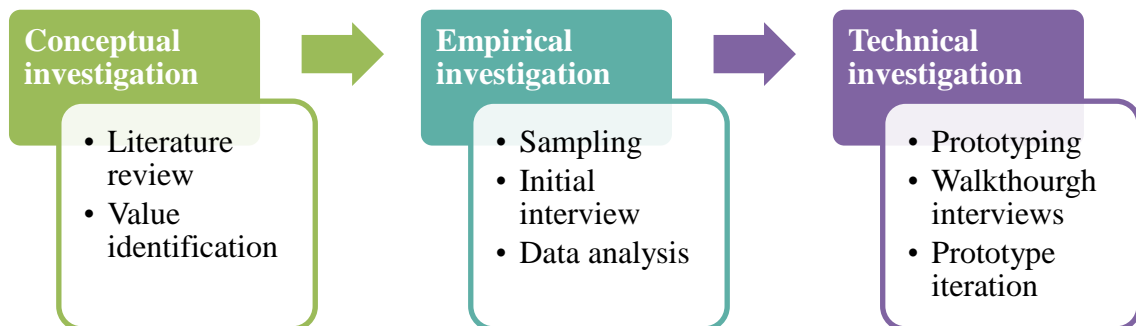 Conceptual
investigation
• Literature
review
• Value
identification
Empirical
investigation
• Sampling
• Initial
interview
• Data analysis
Technical
investigation
• Prototyping
• Walkthourgh
interviews
• Prototype
iteration